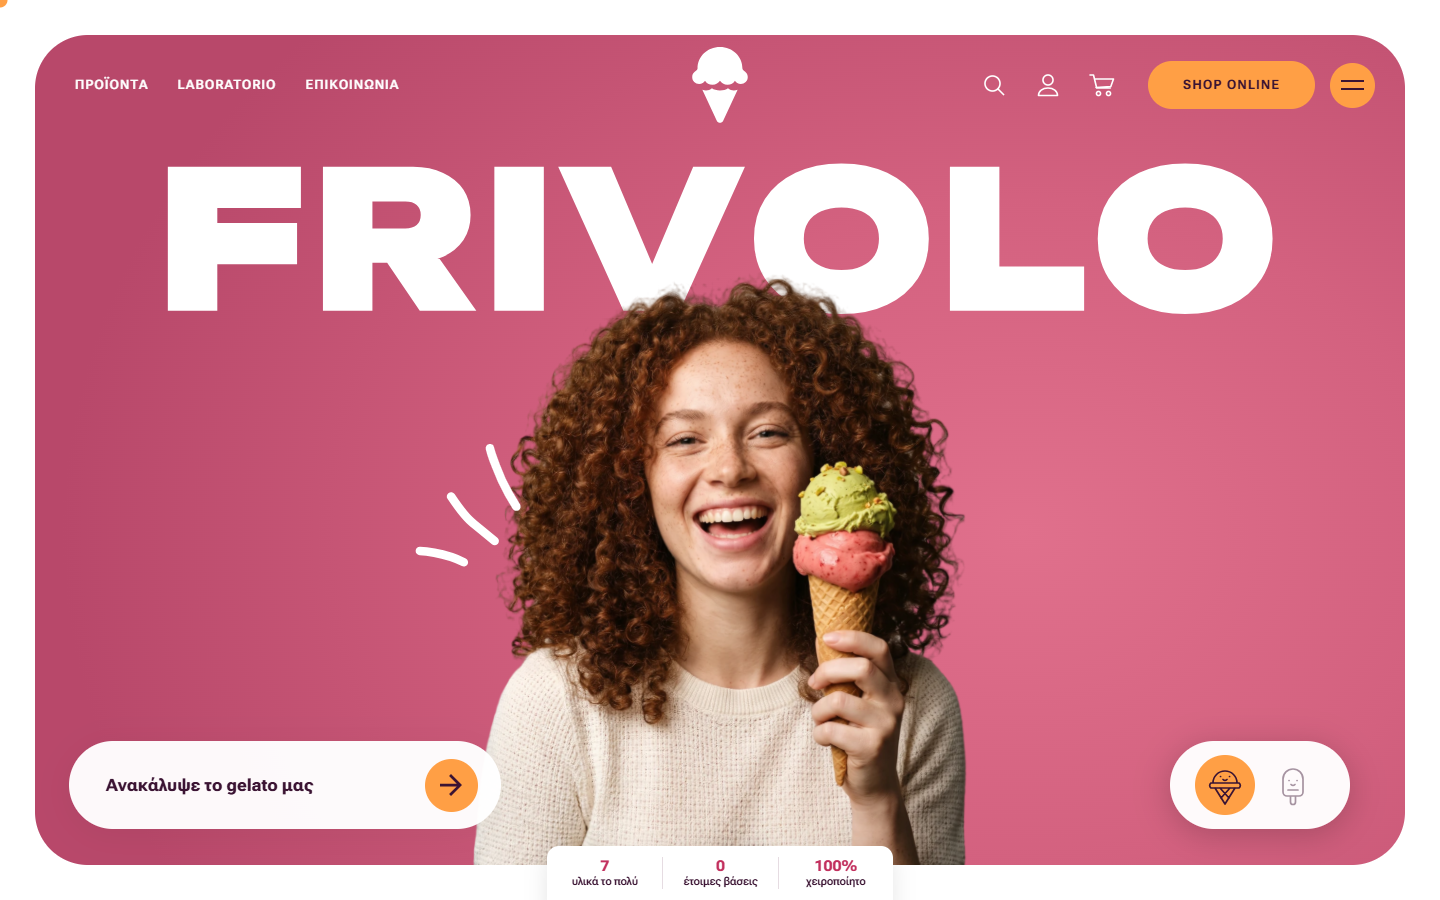 ΠΡΟΪΟΝΤΑ LABORATORIO ΕΠΙΚΟΙΝΩΝΙΑ
SHOP ONLINE
FRIVOLO
Ανακάλυψε το gelato μας
7
υλικά το πολύ
0
έτοιμες βάσεις
100%
χειροποίητο